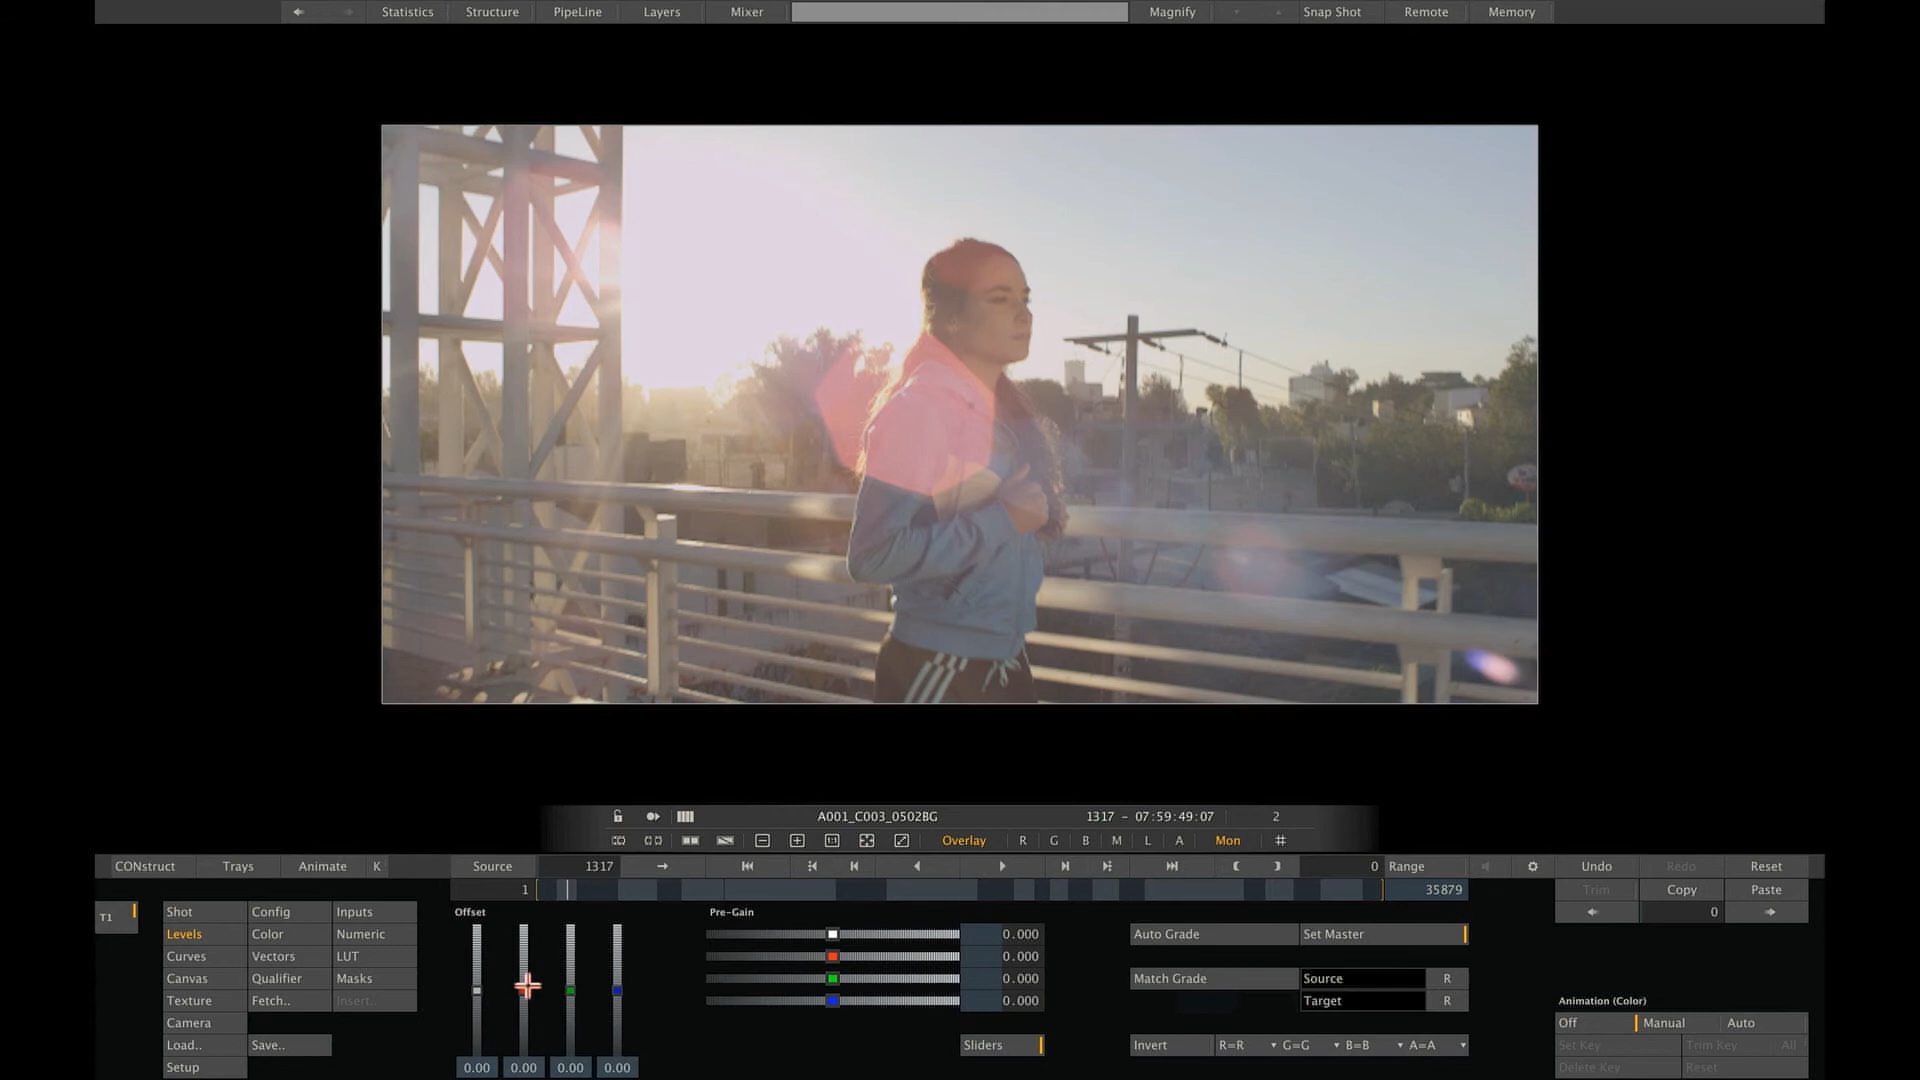 Statistics Structure PipeLine Layers Mixer Magnify Snap Shot Remote Memory
A001_C003_0502BG 1317 - 07:59:49:07 2
1:1 Overlay R G B M L A Mon #
CONstruct Trays Animate K Source 1317 0 Range Undo Redo Reset
1 35879 Trim Copy Paste
T1 Shot Config Inputs Offset Pre-Gain 0
Levels Color Numeric 0.000 Auto Grade Set Master
Curves Vectors LUT 0.000
Canvas Qualifier Masks 0.000 Match Grade Source R
Texture Fetch.. Insert.. 0.000 Target R Animation (Color)
Camera Off Manual Auto
Load.. Save.. Sliders Invert R=R G=G B=B A=A Set Key Trim Key All
Setup 0.00 0.00 0.00 0.00 Delete Key Reset